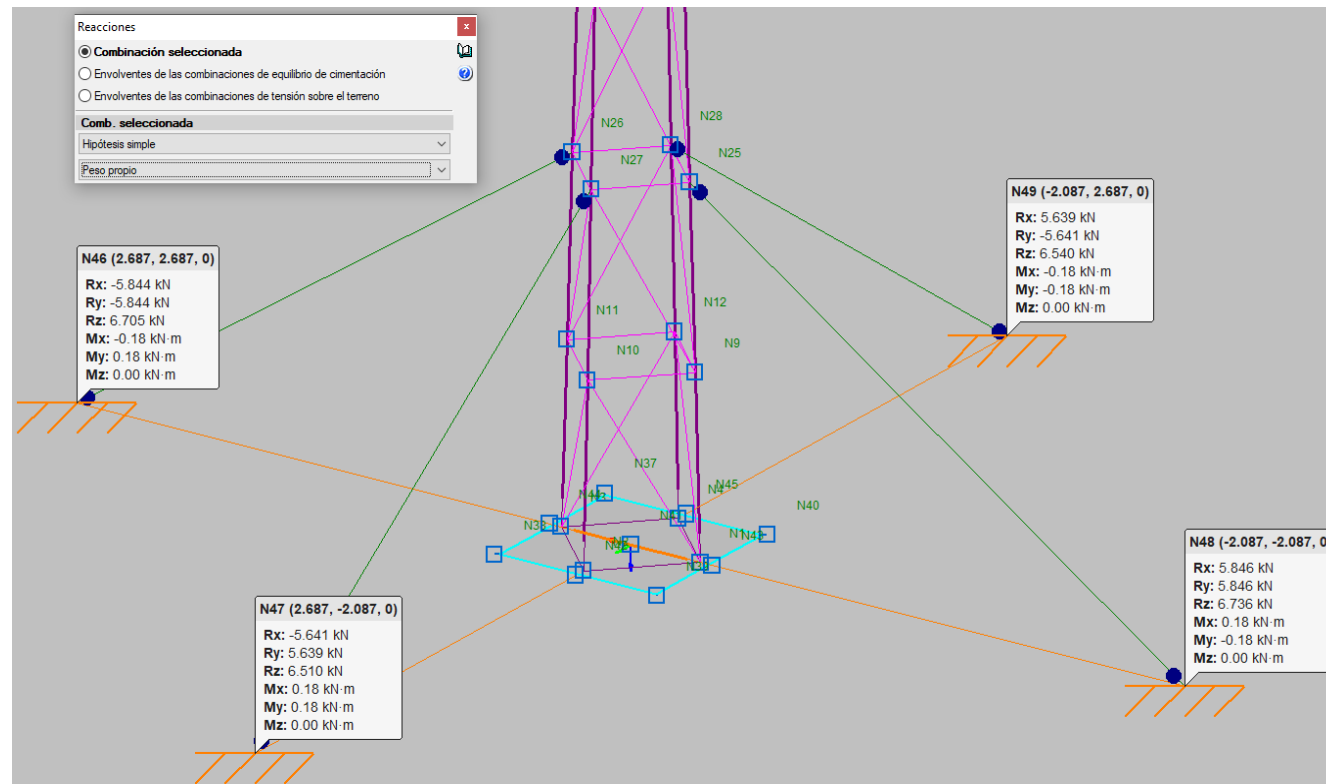 Reacciones
x
Combinación seleccionada
Envolventes de las combinaciones de equilibrio de cimentación
Envolventes de las combinaciones de tensión sobre el terreno
Comb. seleccionada
Hipótesis simple
Peso propio
N26
N28
N27
N25
N49 (-2.087, 2.687, 0)
Rx: 5.639 kN
Ry: -5.641 kN
Rz: 6.540 kN
Mx: -0.18 kN·m
My: -0.18 kN·m
Mz: 0.00 kN·m
N46 (2.687, 2.687, 0)
Rx: -5.844 kN
Ry: -5.844 kN
Rz: 6.705 kN
Mx: -0.18 kN·m
My: 0.18 kN·m
Mz: 0.00 kN·m
N11
N12
N10
N9
N37
N45
N40
N38
N39
N48 (-2.087, -2.087, 0
Rx: 5.846 kN
Ry: 5.846 kN
Rz: 6.736 kN
Mx: 0.18 kN·m
My: -0.18 kN·m
Mz: 0.00 kN·m
N47 (2.687, -2.087, 0)
Rx: -5.641 kN
Ry: 5.639 kN
Rz: 6.510 kN
Mx: 0.18 kN·m
My: 0.18 kN·m
Mz: 0.00 kN·m